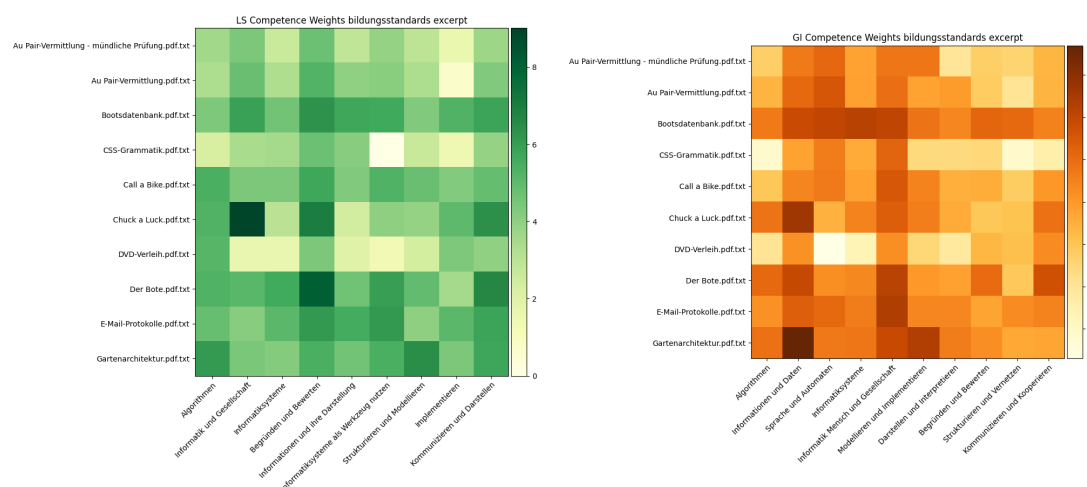 LS Competence Weights bildungsstandards excerpt
Au Pair-Vermittlung - mündliche Prüfung.pdf.txt
Au Pair-Vermittlung.pdf.txt
Bootsdatenbank.pdf.txt
CSS-Grammatik.pdf.txt
Call a Bike.pdf.txt
Chuck a Luck.pdf.txt
DVD-Verleih.pdf.txt
Der Bote.pdf.txt
E-Mail-Protokolle.pdf.txt
Gartenarchitektur.pdf.txt
Algorithmen
Informatik und Gesellschaft
Informatiksysteme
Begründen und Bewerten
Informationen und ihre Darstellung
Informatiksysteme als Werkzeug nutzen
Strukturieren und Modellieren
Implementieren
Kommunizieren und Darstellen
8
6
4
2
0
GI Competence Weights bildungsstandards excerpt
Au Pair-Vermittlung - mündliche Prüfung.pdf.txt
Au Pair-Vermittlung.pdf.txt
Bootsdatenbank.pdf.txt
CSS-Grammatik.pdf.txt
Call a Bike.pdf.txt
Chuck a Luck.pdf.txt
DVD-Verleih.pdf.txt
Der Bote.pdf.txt
E-Mail-Protokolle.pdf.txt
Gartenarchitektur.pdf.txt
Algorithmen
Informationen und Daten
Sprache und Automaten
Informatiksysteme
Informatik Mensch und Gesellschaft
Modellieren und Implementieren
Darstellen und Interpretieren
Begründen und Bewerten
Strukturieren und Vernetzen
Kommunizieren und Kooperieren